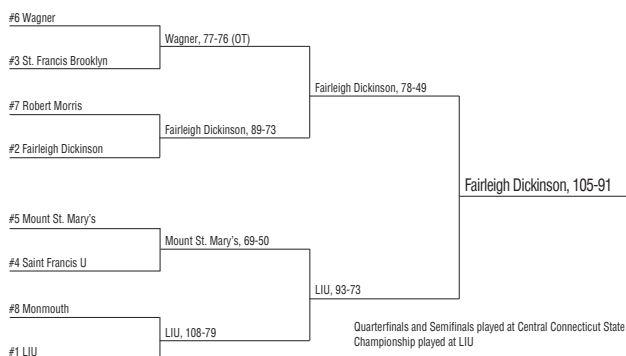 #6 Wagner
Wagner, 77-76 (OT)
#3 St. Francis Brooklyn
Fairleigh Dickinson, 78-49
#7 Robert Morris
Fairleigh Dickinson, 89-73
#2 Fairleigh Dickinson
Fairleigh Dickinson, 105-91
#5 Mount St. Mary's
Mount St. Mary's, 69-50
#4 Saint Francis U
LIU, 93-73
#8 Monmouth
LIU, 108-79
#1 LIU
Quarterfinals and Semifinals played at Central Connecticut State
Championship played at LIU